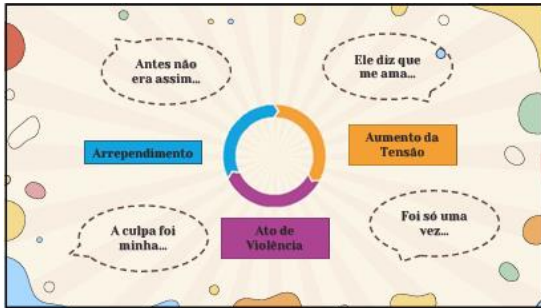 Antes não
era assim...
Ele diz que
me ama...
Arrependimento
Aumento da
Tensão
A culpa foi
minha...
Ato de
Violência
Foi só uma
vez...